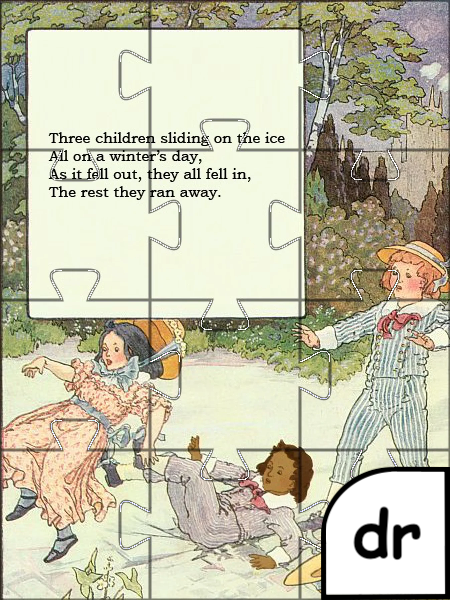 Three children sliding on the ice
All on a winter's day,
As it fell out, they all fell in,
The rest they ran away.
dr